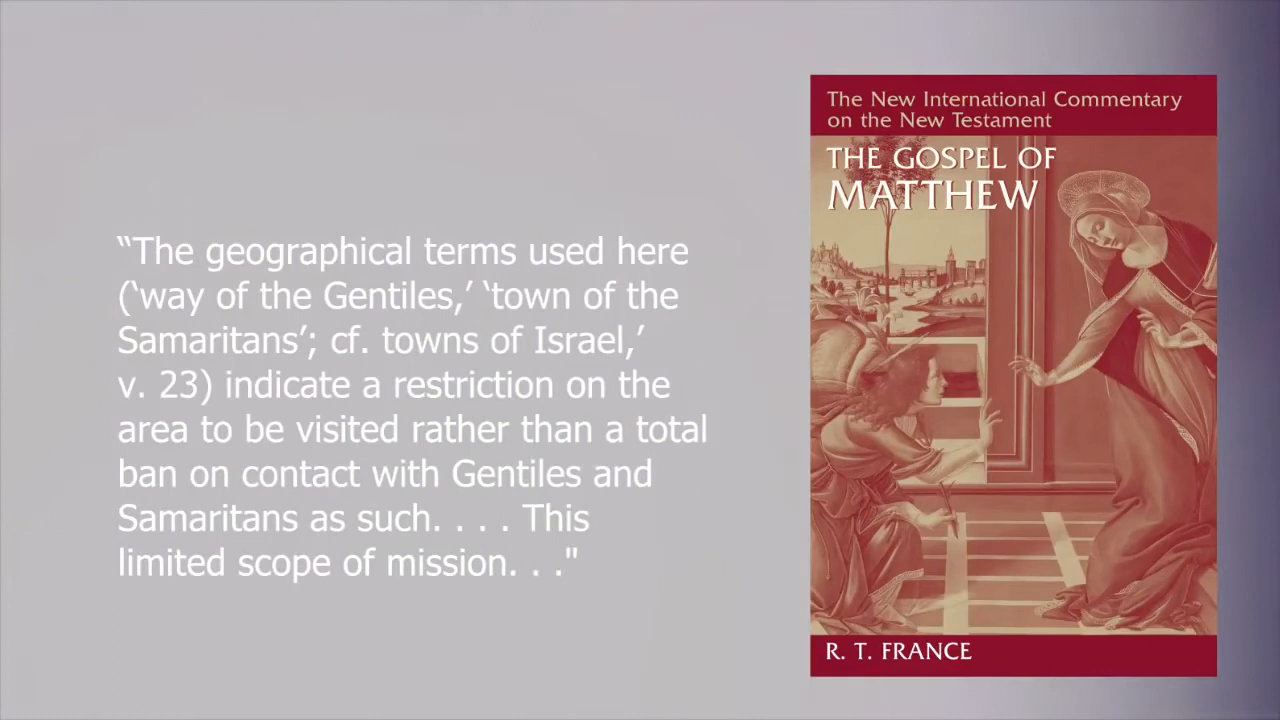 “The geographical terms used here
(‘way of the Gentiles,’ ‘town of the
Samaritans’; cf. towns of Israel,’
v. 23) indicate a restriction on the
area to be visited rather than a total
ban on contact with Gentiles and
Samaritans as such. . . . This
limited scope of mission. . ."
The New International Commentary
on the New Testament
THE GOSPEL OF
MATTHEW
R. T. FRANCE